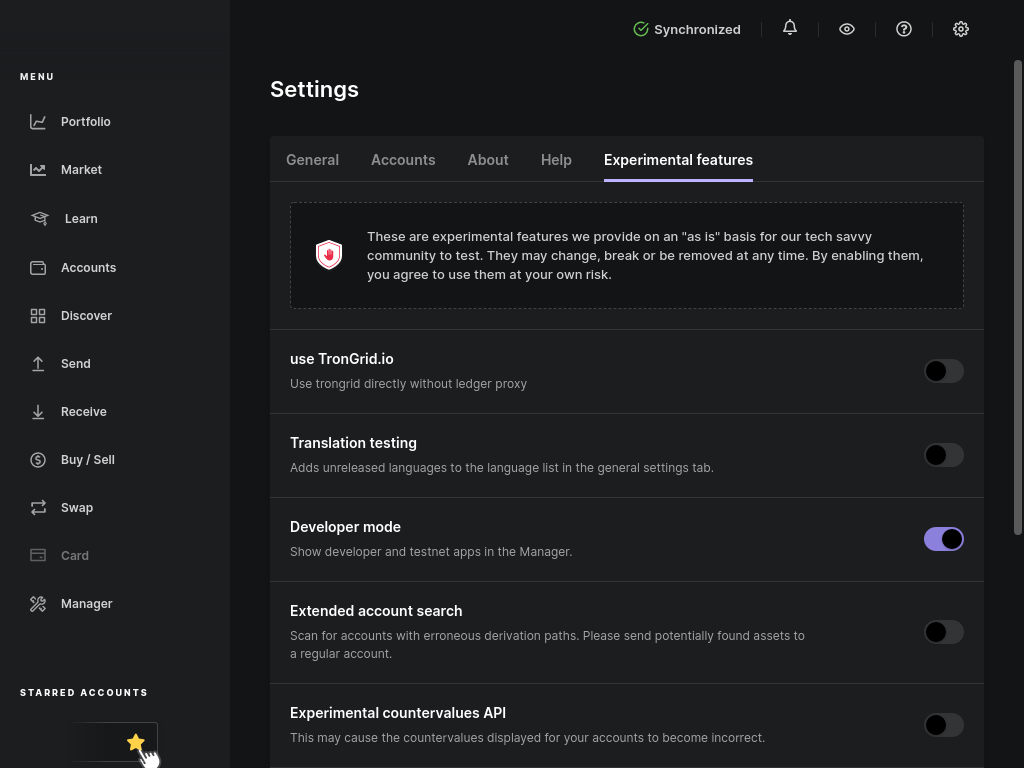 Synchronized
MENU
Portfolio
Market
Learn
Accounts
Discover
Send
Receive
Buy / Sell
Swap
Card
Manager
STARRED ACCOUNTS
Settings
General
Accounts
About
Help
Experimental features
These are experimental features we provide on an "as is" basis for our tech savvy
community to test. They may change, break or be removed at any time. By enabling them,
you agree to use them at your own risk.
use TronGrid.io
Use trongrid directly without ledger proxy
Translation testing
Adds unreleased languages to the language list in the general settings tab.
Developer mode
Show developer and testnet apps in the Manager.
Extended account search
Scan for accounts with erroneous derivation paths. Please send potentially found assets to
a regular account.
Experimental countervalues API
This may cause the countervalues displayed for your accounts to become incorrect.